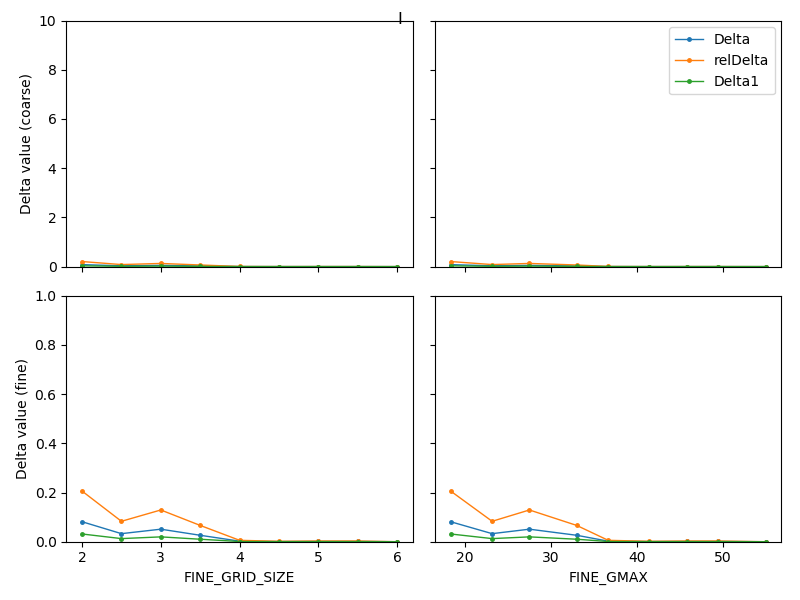 I
10
8
6
4
2
0
Delta value (coarse)
Delta
relDelta
Delta1
1.0
0.8
0.6
0.4
0.2
0.0
Delta value (fine)
2 3 4 5 6
FINE_GRID_SIZE
20 30 40 50
FINE_GMAX